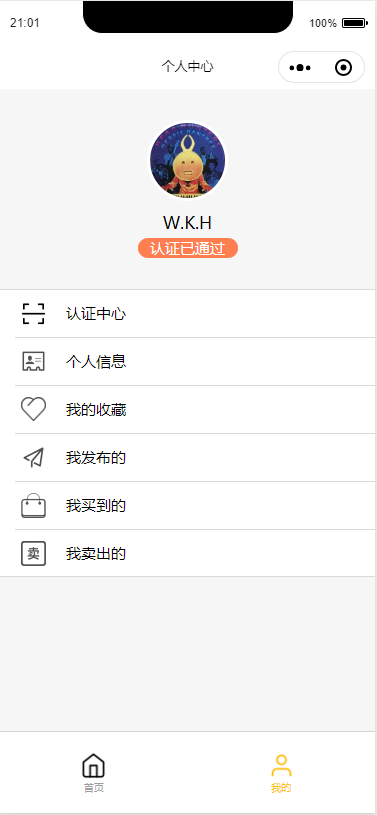 21:01
100%
个人中心
W.K.H
认证已通过
认证中心
个人信息
我的收藏
我发布的
我买到的
卖
我卖出的
首页
我的